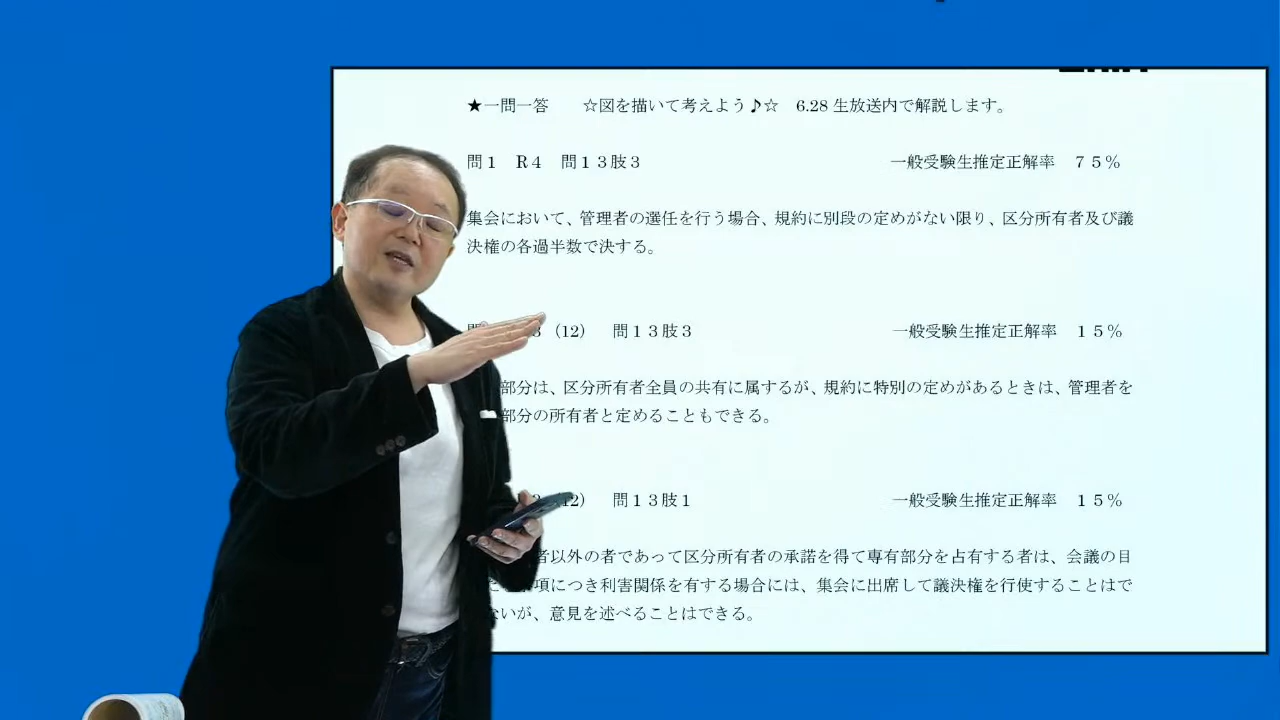 ★一問一答 ☆図を描いて考えよう♪☆ 6.28 生放送内で解説します。
問１ R４ 問１３肢３ 一般受験生推定正解率 ７５％
集会において、管理者の選任を行う場合、規約に別段の定めがない限り、区分所有者及び議
決権の各過半数で決する。
3（12） 問１３肢３ 一般受験生推定正解率 １５％
部分は、区分所有者全員の共有に属するが、規約に特別の定めがあるときは、管理者を
部分の所有者と定めることもできる。
2） 問１３肢１ 一般受験生推定正解率 １５％
者以外の者であって区分所有者の承諾を得て専有部分を占有する者は、会議の目
項につき利害関係を有する場合には、集会に出席して議決権を行使することはで
ないが、意見を述べることはできる。